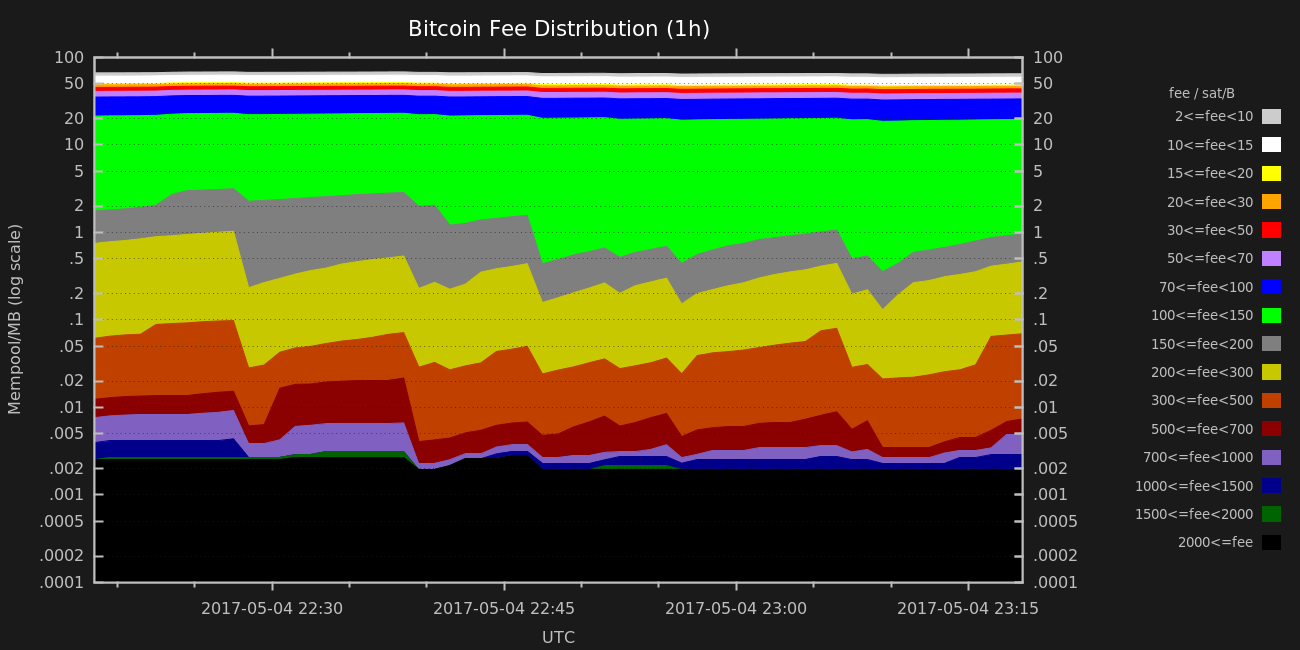 Bitcoin Fee Distribution (1h)
Mempool/MB (log scale)
100
50
20
10
5
2
1
.5
.2
.1
.05
.02
.01
.005
.002
.001
.0005
.0002
.0001
100
50
20
10
5
2
1
.5
.2
.1
.05
.02
.01
.005
.002
.001
.0005
.0002
.0001
2017-05-04 22:30 2017-05-04 22:45 2017-05-04 23:00 2017-05-04 23:15
UTC
fee / sat/B
2<=fee<10
10<=fee<15
15<=fee<20
20<=fee<30
30<=fee<50
50<=fee<70
70<=fee<100
100<=fee<150
150<=fee<200
200<=fee<300
300<=fee<500
500<=fee<700
700<=fee<1000
1000<=fee<1500
1500<=fee<2000
2000<=fee